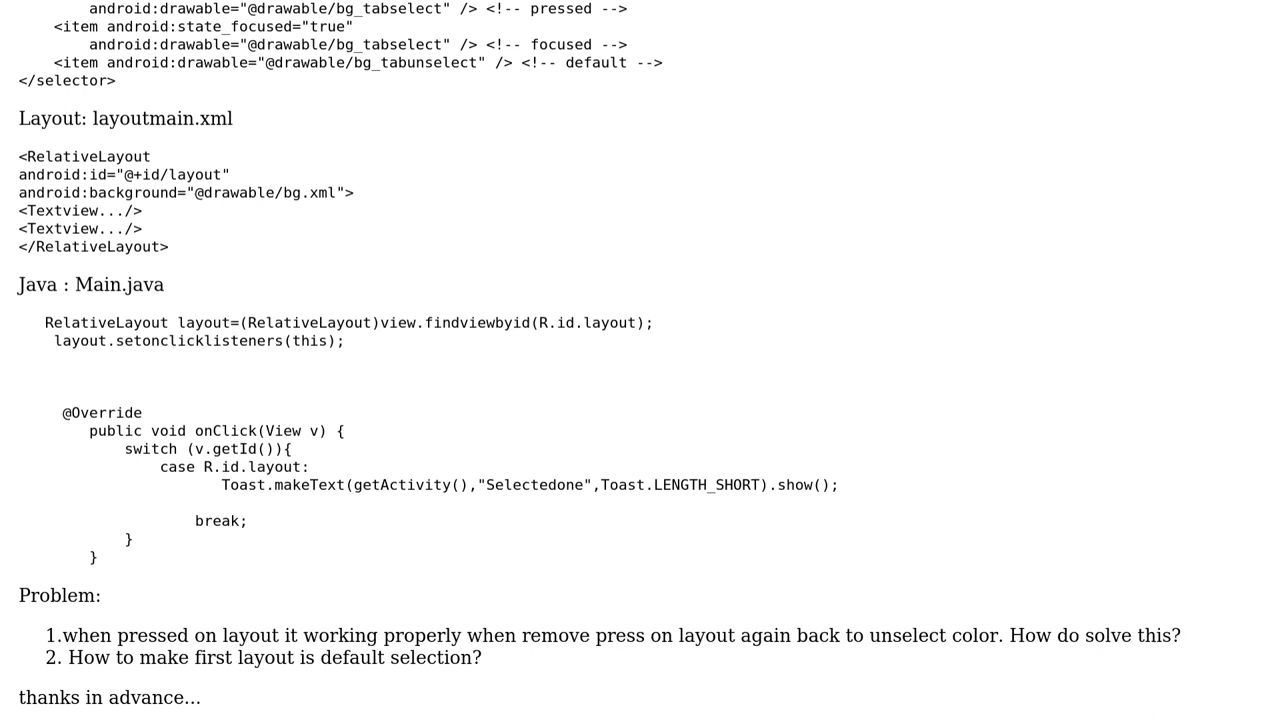 android:drawable="@drawable/bg_tabselect" /> <!-- pressed -->
<item android:state_focused="true"
android:drawable="@drawable/bg_tabselect" /> <!-- focused -->
<item android:drawable="@drawable/bg_tabunselect" /> <!-- default -->
</selector>
Layout: layoutmain.xml
<RelativeLayout
android:id="@+id/layout"
android:background="@drawable/bg.xml">
<Textview.../>
<Textview.../>
</RelativeLayout>
Java : Main.java
RelativeLayout layout=(RelativeLayout)view.findviewbyid(R.id.layout);
layout.setonclicklisteners(this);
@Override
public void onClick(View v) {
switch (v.getId()){
case R.id.layout:
Toast.makeText(getActivity(),"Selectedone",Toast.LENGTH_SHORT).show();
break;
}
}
Problem:
1.when pressed on layout it working properly when remove press on layout again back to unselect color. How do solve this?
2. How to make first layout is default selection?
thanks in advance...